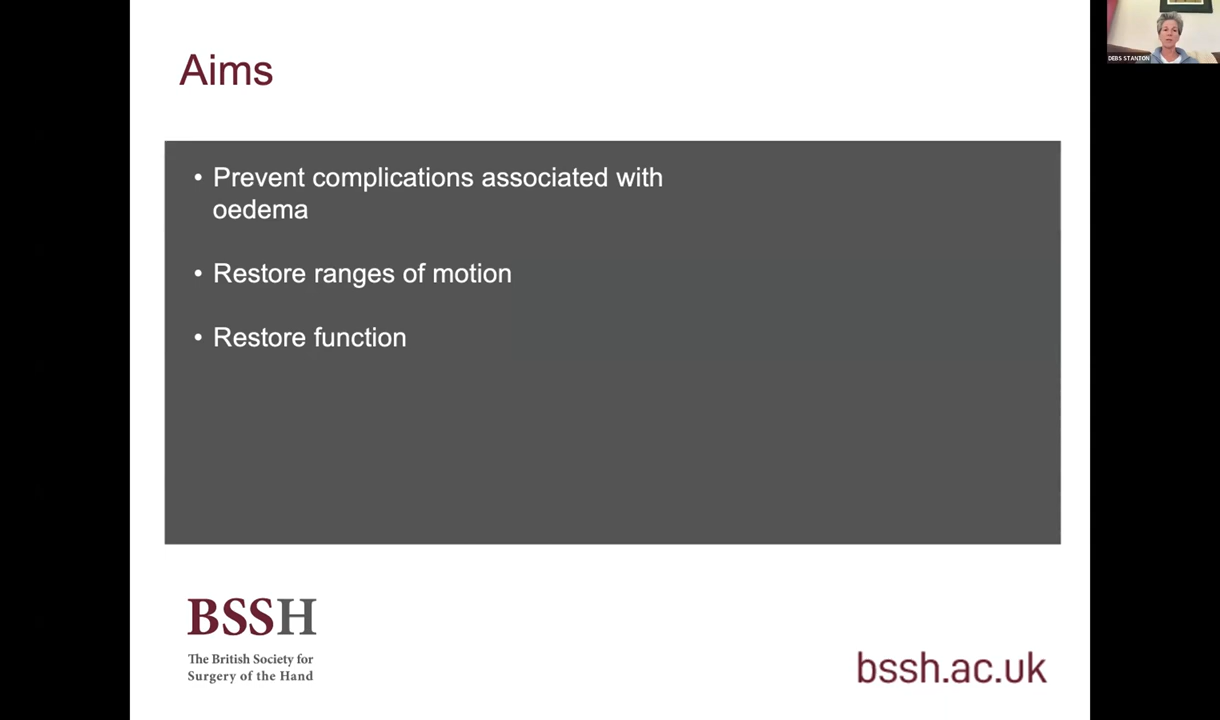 Aims
DEBS STANTON
• Prevent complications associated with
oedema
• Restore ranges of motion
• Restore function
BSSH
The British Society for
Surgery of the Hand
bssh.ac.uk